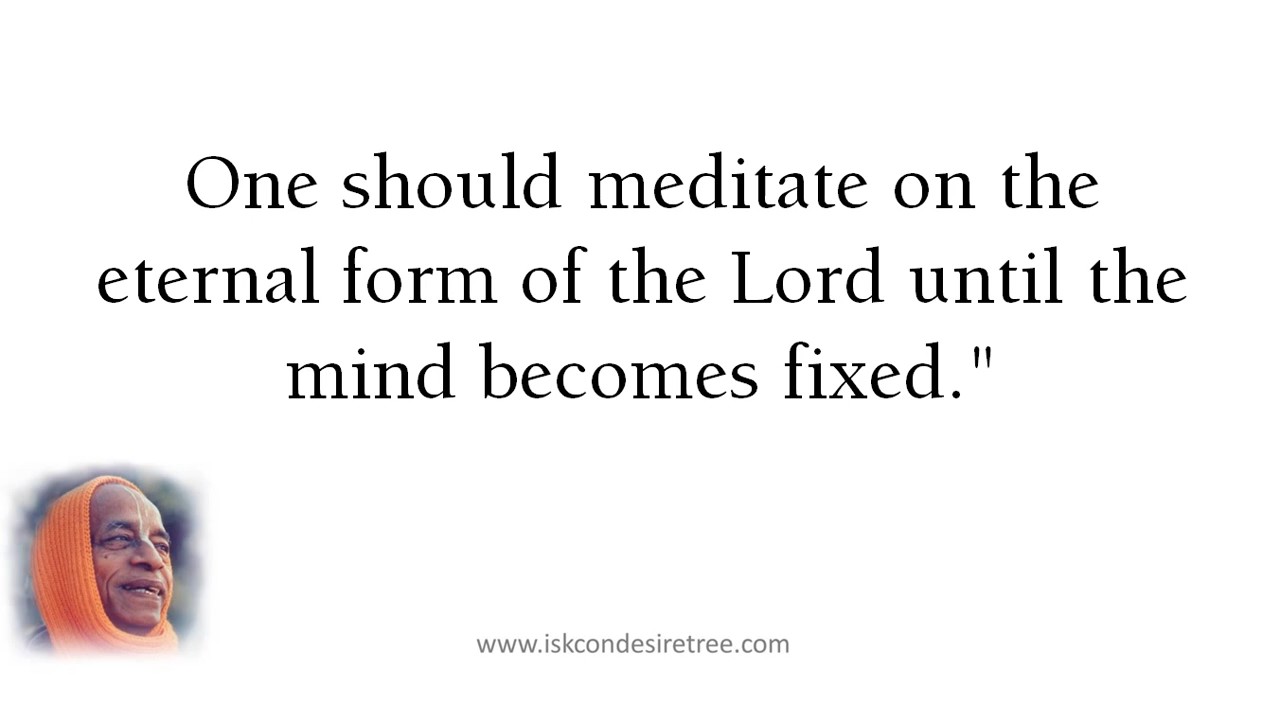 One should meditate on the
eternal form of the Lord until the
mind becomes fixed."
www.iskcondesiretree.com